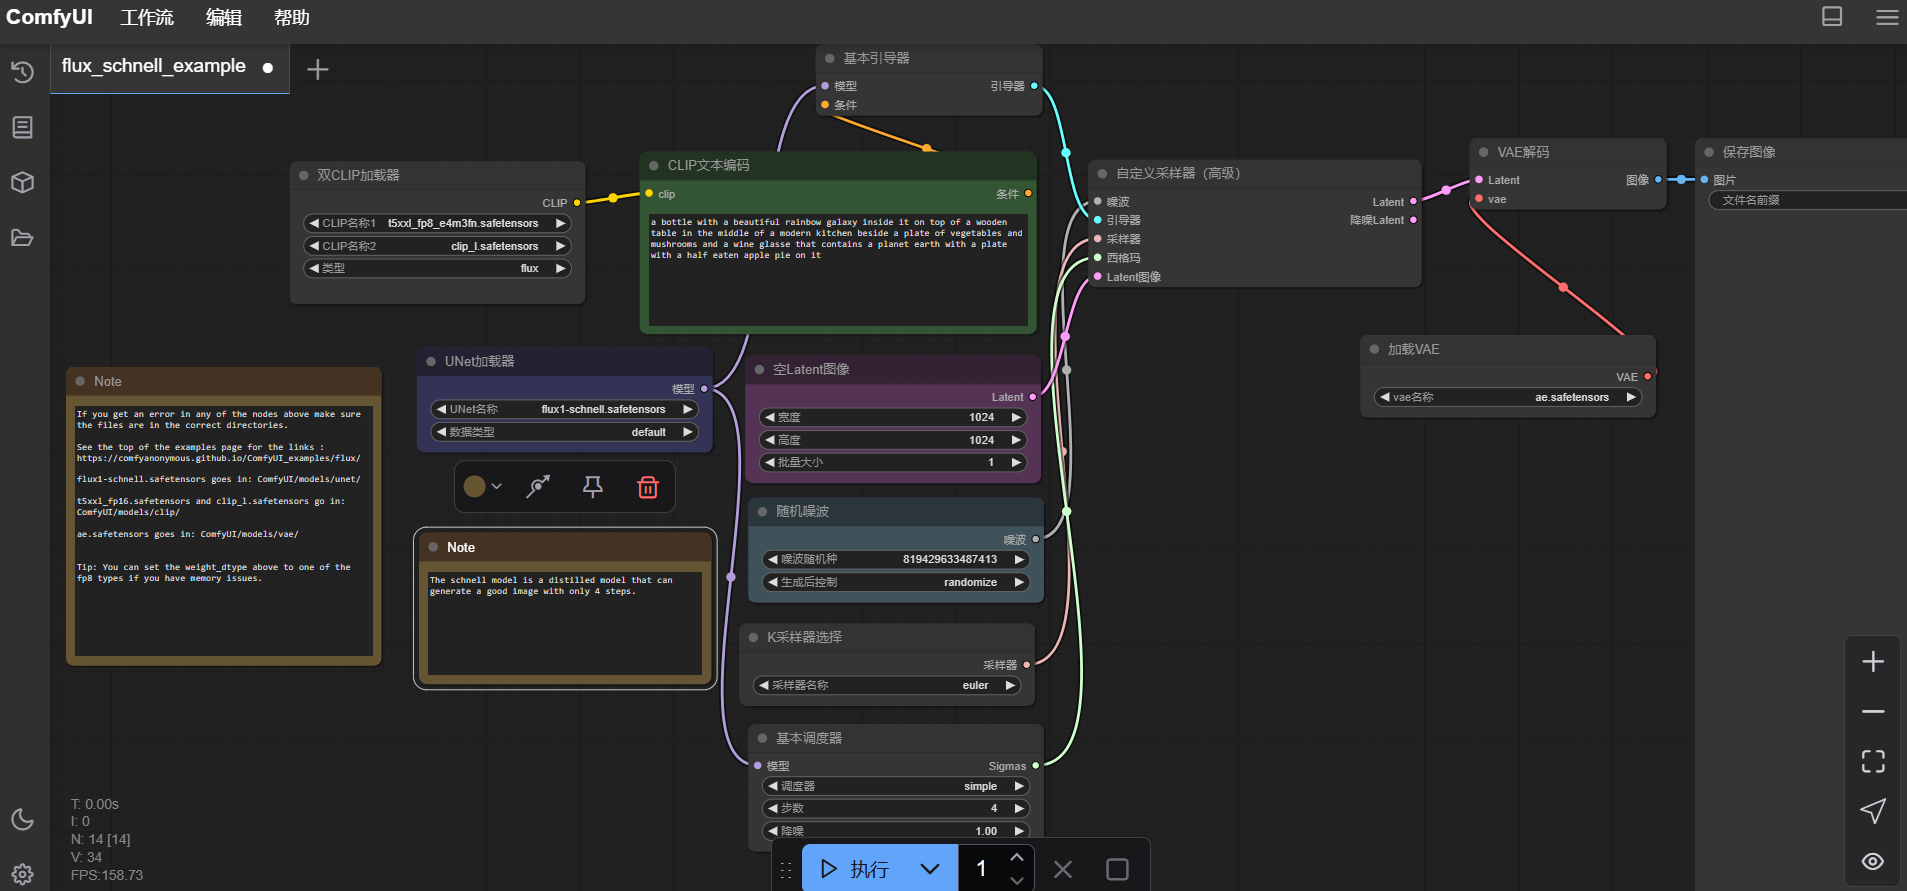 ComfyUI 工作流 编辑 帮助
flux_schnell_example
基本引导器
模型 引导器
条件
双CLIP加载器
CLIP
CLIP名称1 t5xxl_fp8_e4m3fn.safetensors
CLIP名称2 clip_l.safetensors
类型 flux
CLIP文本编码
clip 条件
a bottle with a beautiful rainbow galaxy inside it on top of a wooden
table in the middle of a modern kitchen beside a plate of vegetables and
mushrooms and a wine glasse that contains a planet earth with a plate
with a half eaten apple pie on it
自定义采样器（高级）
噪波 Latent
引导器 降噪Latent
采样器
西格玛
Latent图像
VAE解码
Latent 图像
vae
保存图像
图片
文件名前缀
加载VAE
VAE
vae名称 ae.safetensors
UNet加载器
模型
UNet名称 flux1-schnell.safetensors
数据类型 default
空Latent图像
Latent
宽度 1024
高度 1024
批量大小 1
Note
If you get an error in any of the nodes above make sure
the files are in the correct directories.
See the top of the examples page for the links :
https://comfyanonymous.github.io/ComfyUI_examples/flux/
flux1-schnell.safetensors goes in: ComfyUI/models/unet/
t5xxl_fp16.safetensors and clip_l.safetensors go in:
ComfyUI/models/clip/
ae.safetensors goes in: ComfyUI/models/vae/
Tip: You can set the weight_dtype above to one of the
fp8 types if you have memory issues.
Note
The schnell model is a distilled model that can
generate a good image with only 4 steps.
随机噪波
噪波
噪波随机种 819429633487413
生成后控制 randomize
K采样器选择
采样器
采样器名称 euler
基本调度器
模型 Sigmas
调度器 simple
步数 4
降噪 1.00
T: 0.00s
I: 0
N: 14 [14]
V: 34
FPS:158.73
执行 1